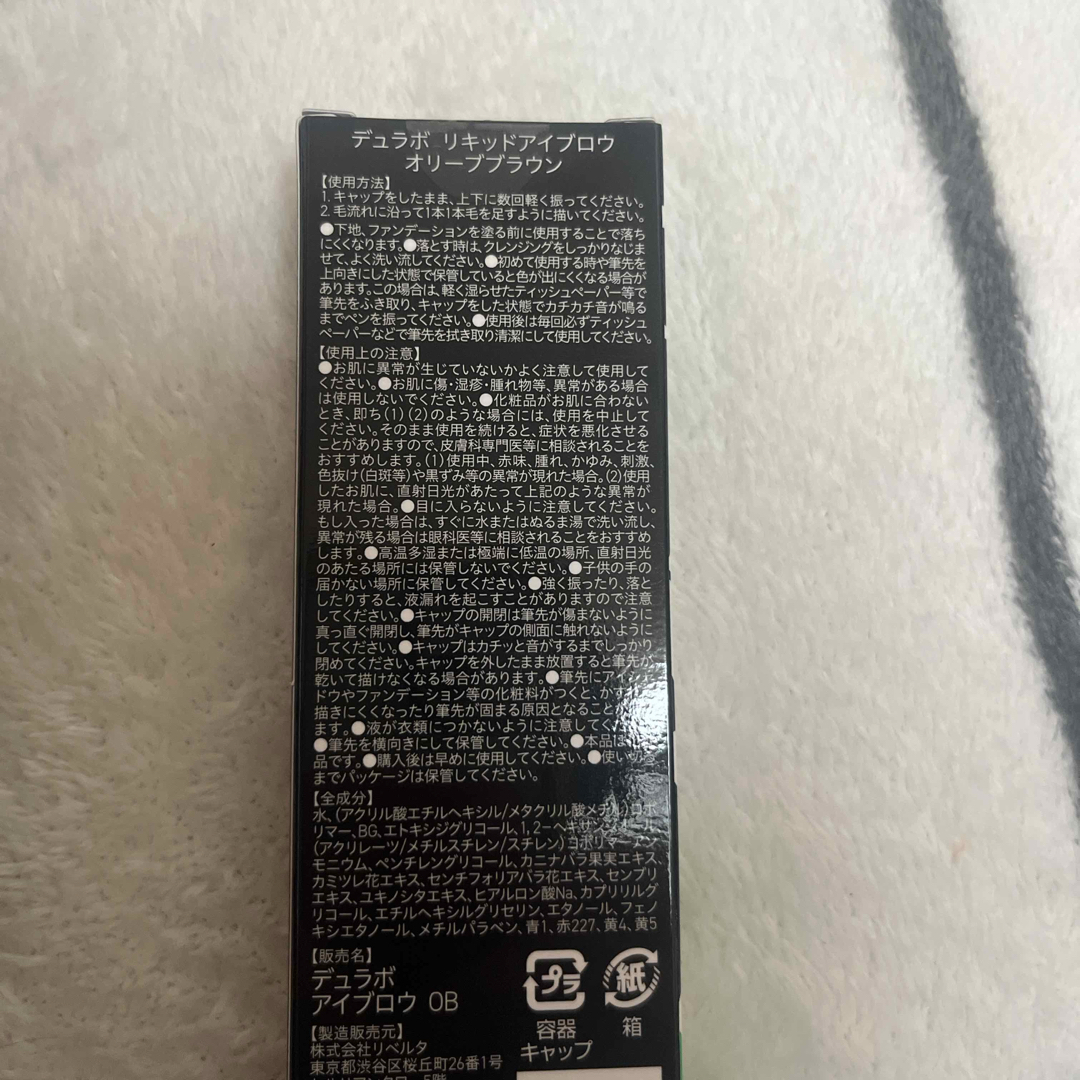 デュラボ リキッドアイブロウ
オリーブブラウン
【使用方法】
1. キャップをしたまま、上下に数回軽く振ってください。
2. 毛流れに沿って1本1本毛を足すように描いてください。
●下地、ファンデーションを塗る前に使用することで落ち
にくくなります。●落とす時は、クレンジングをしっかりなじま
せて、よく洗い流してください。●初めて使用する時や筆先を
上向きにした状態で保管していると色が出にくくなる場合が
あります。この場合は、軽く湿らせたティッシュペーパー等で
筆先をふき取り、キャップをした状態でカチカチ音が鳴る
までペンを振ってください。●使用後は毎回必ずティッシュ
ペーパーなどで筆先を拭き取り清潔にして使用してください。
【使用上の注意】
●お肌に異常が生じていないかよく注意して使用して
ください。●お肌に傷・湿疹・腫れ物等、異常がある場合
は使用しないでください。●化粧品がお肌に合わない
とき、即ち(1)(2)のような場合には、使用を中止して
ください。そのまま使用を続けると、症状を悪化させる
ことがありますので、皮膚科専門医等に相談されることを
おすすめします。(1)使用中、赤味、腫れ、かゆみ、刺激、
色抜け(白斑等)や黒ずみ等の異常が現れた場合。(2)使用
したお肌に、直射日光があたって上記のような異常が
現れた場合。●目に入らないように注意してください。
もし入った場合は、すぐに水またはぬるま湯で洗い流し、
異常が残る場合は眼科医等に相談されることをおすすめ
します。●高温多湿または極端に低温の場所、直射日光
のあたる場所には保管しないでください。●子供の手の
届かない場所に保管してください。●強く振ったり、落と
したりすると、液漏れを起こすことがありますので注意
してください。●キャップの開閉は筆先が傷まないように
真っ直ぐ開閉し、筆先がキャップの側面に触れないように
してください。●キャップはカチッと音がするまでしっかり
閉めてください。キャップを外したまま放置すると筆先が
乾いて描けなくなる場合があります。●筆先にアイシャ
ドウやファンデーション等の化粧料がつくと、かすれ
描きにくくなったり筆先が固まる原因となること
ます。●液が衣類につかないように注意して
●筆先を横向きにして保管してください。●本品は
品です。●購入後は早めに使用してください。●使い切る
までパッケージは保管してください。
【全成分】
水、(アクリル酸エチルヘキシル/メタクリル酸メチル)コポ
リマー、BG、エトキシジグリコール、1,2-ヘキサンジオール
(アクリレーツ/メチルスチレン/スチレン)コポリマーアン
モニウム、ペンチレングリコール、カニナバラ果実エキス、
カミツレ花エキス、センチフォリアバラ花エキス、センブリ
エキス、ユキノシタエキス、ヒアルロン酸Na、カプリリルグ
リコール、エチルヘキシルグリセリン、エタノール、フェノ
キシエタノール、メチルパラベン、青1、赤227、黄4、黄5
【販売名】
デュラボ
アイブロウ OB
プラ
容器
キャップ
紙
箱
【製造販売元】
株式会社リベルタ
東京都渋谷区桜丘町26番1号